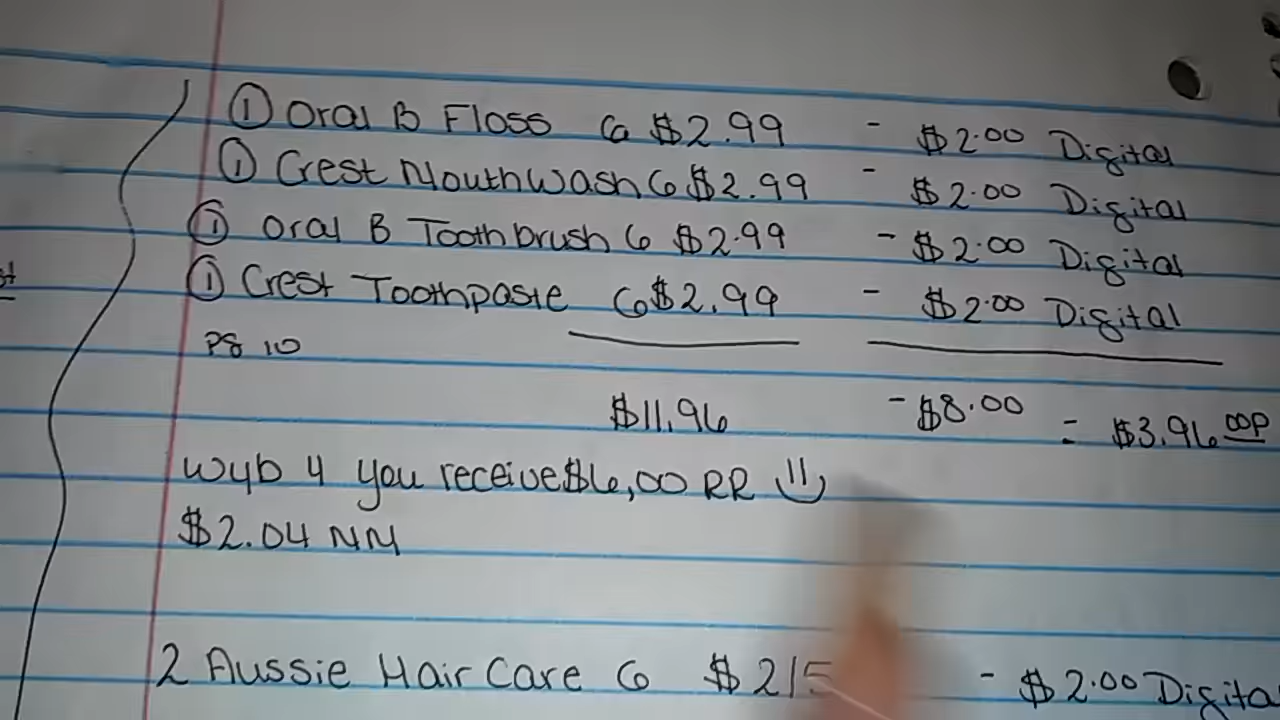 ① Oral B Floss @ $2.99 - $2.00 Digital
① Crest Mouthwash @ $2.99 - $2.00 Digital
① Oral B Toothbrush @ $2.99 - $2.00 Digital
① Crest Toothpaste @ $2.99 - $2.00 Digital
Pg 10
$11.96 - $8.00 = $3.96 OOP
Wyb 4 you receive $6.00 RR
$2.04 MM
2 Aussie Hair Care @ $2/5 - $2.00 Digital